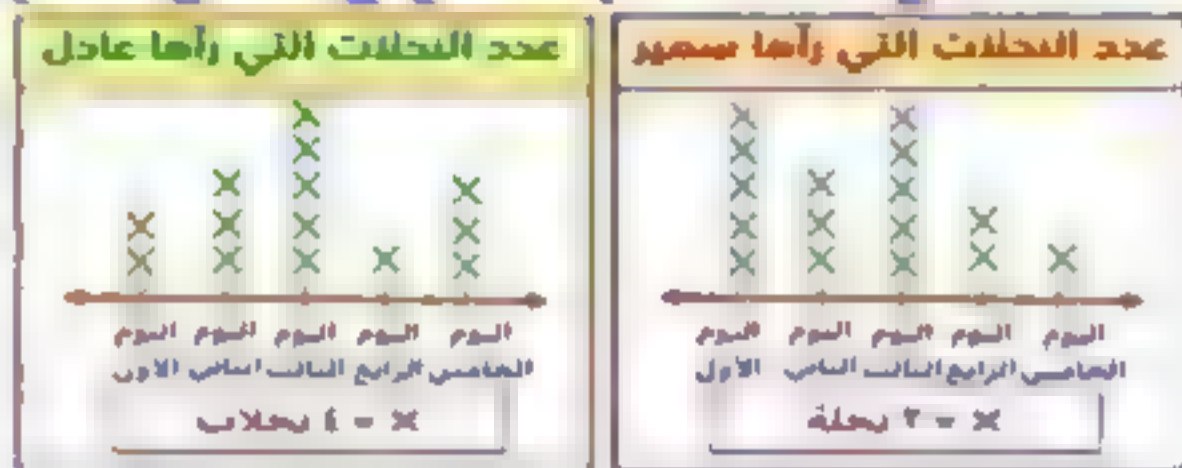 عدد النحلات التي رآها سمير
اليوم اليوم اليوم اليوم اليوم
الأول الثاني الثالث الرابع الخامس
× = ٢ نحلة
عدد النحلات التي رآها عادل
اليوم اليوم اليوم اليوم اليوم
الأول الثاني الثالث الرابع الخامس
× = ٤ نحلات